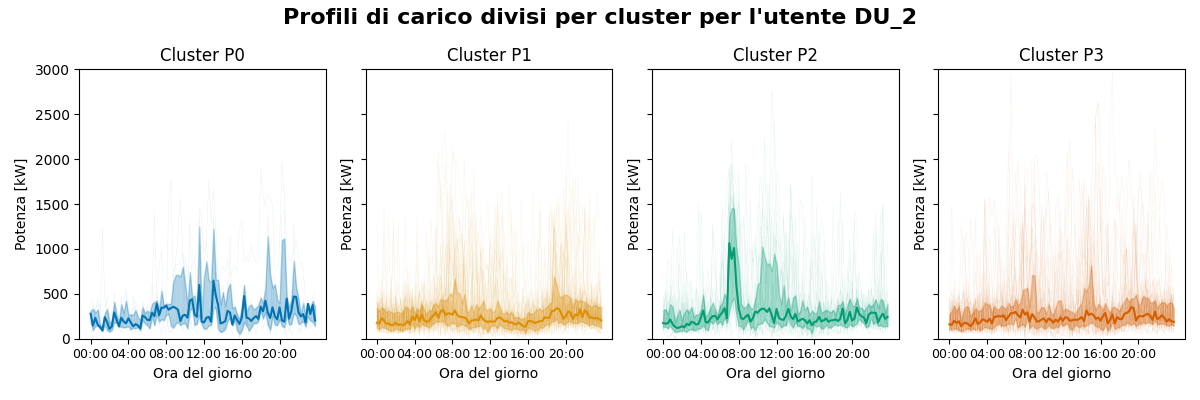 Profili di carico divisi per cluster per l'utente DU_2
Cluster P0
Cluster P1
Cluster P2
Cluster P3
3000
2500
2000
1500
1000
500
0
Potenza [kW]
Potenza [kW]
Potenza [kW]
Potenza [kW]
00:00 04:00 08:00 12:00 16:00 20:00
00:00 04:00 08:00 12:00 16:00 20:00
00:00 04:00 08:00 12:00 16:00 20:00
00:00 04:00 08:00 12:00 16:00 20:00
Ora del giorno
Ora del giorno
Ora del giorno
Ora del giorno